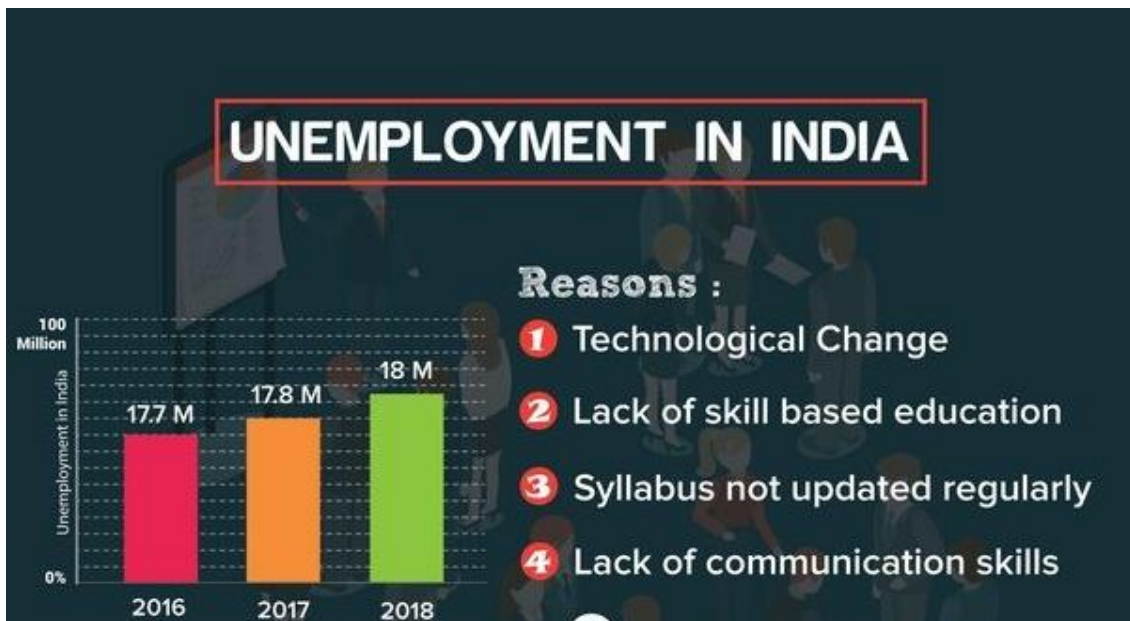 UNEMPLOYMENT IN INDIA
Reasons :
1 Technological Change
2 Lack of skill based education
3 Syllabus not updated regularly
4 Lack of communication skills
100
Million
Unemployment in India
0%
17.7 M
17.8 M
18 M
2016
2017
2018